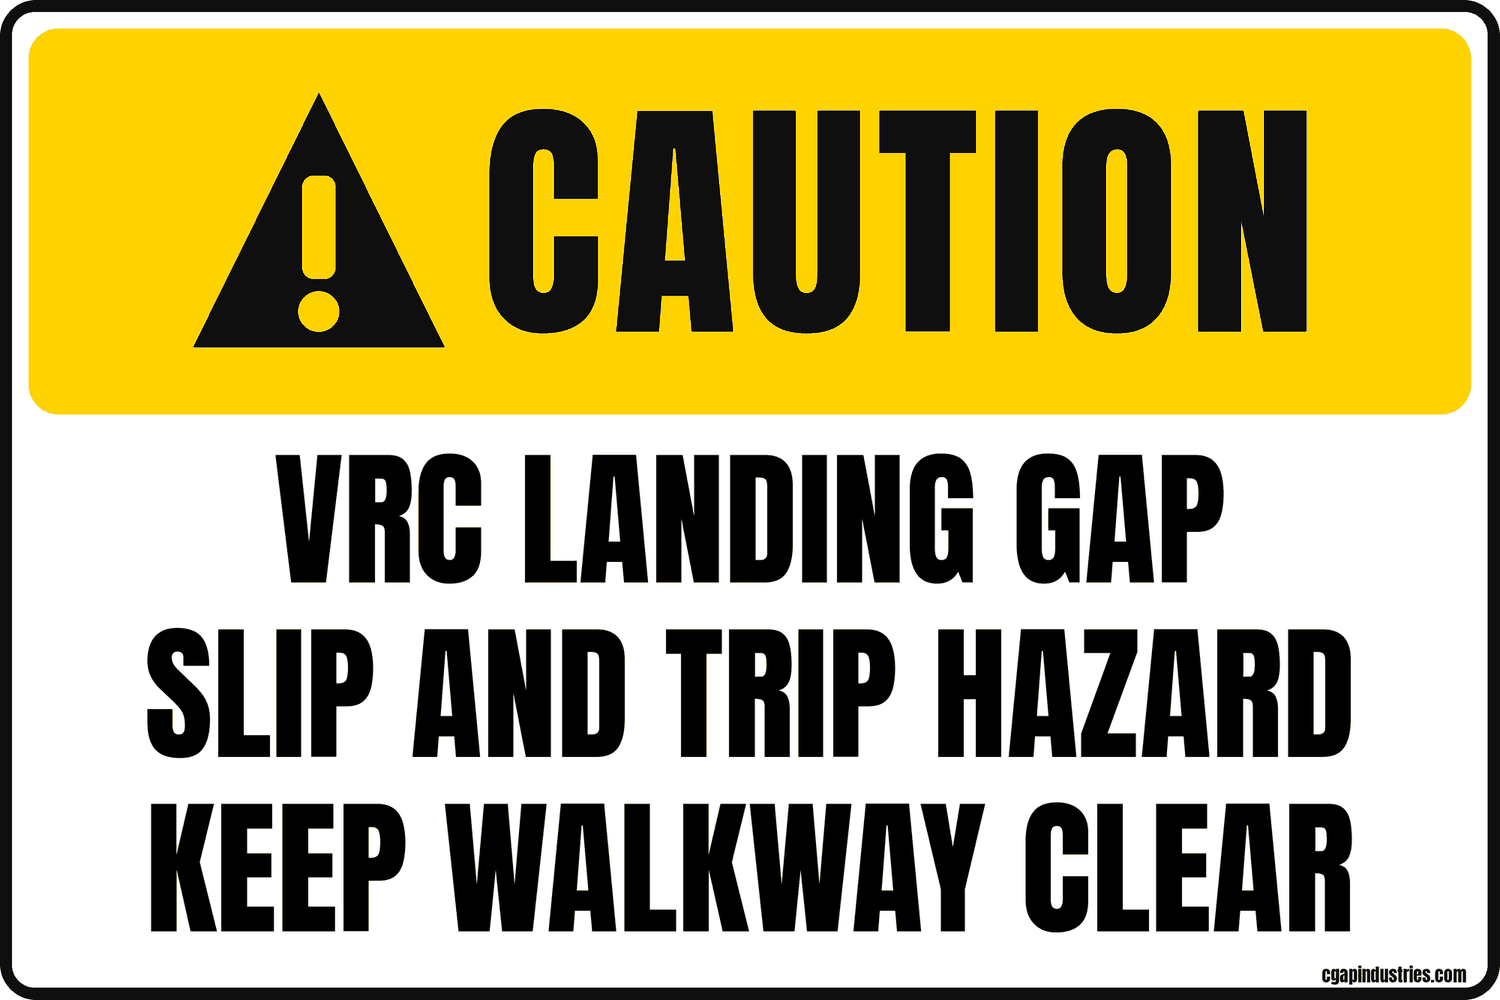 CAUTION
VRC LANDING GAP
SLIP AND TRIP HAZARD
KEEP WALKWAY CLEAR
cgapindustries.com